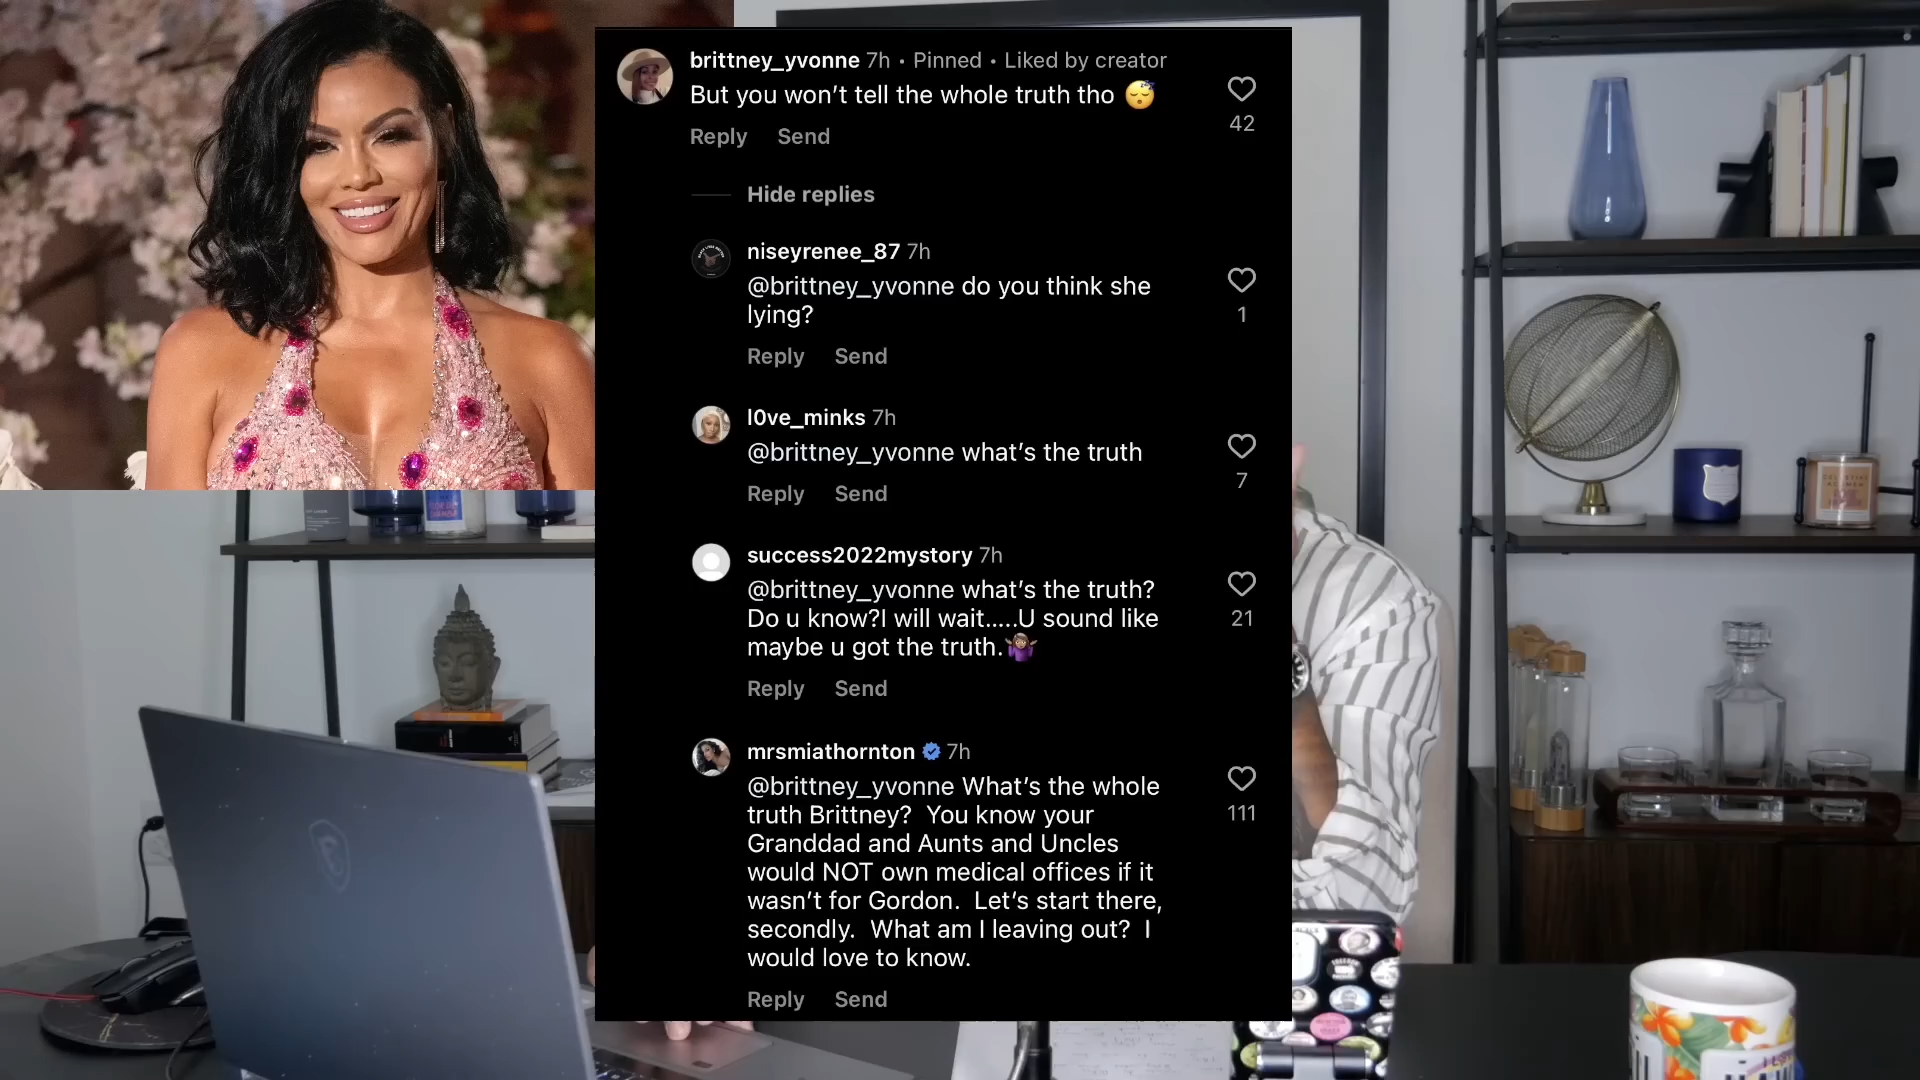 brittney_yvonne 7h • Pinned • Liked by creator
But you won't tell the whole truth tho 😴
42
Reply Send
Hide replies
niseyrenee_87 7h
@brittney_yvonne do you think she
lying?
1
Reply Send
l0ve_minks 7h
@brittney_yvonne what's the truth
7
Reply Send
success2022mystory 7h
@brittney_yvonne what's the truth?
Do u know?I will wait.....U sound like
maybe u got the truth.🤷🏽‍♀️
21
Reply Send
mrsmiathornton 7h
@brittney_yvonne What's the whole
truth Brittney?  You know your
Granddad and Aunts and Uncles
would NOT own medical offices if it
wasn't for Gordon.  Let's start there,
secondly.  What am I leaving out?  I
would love to know.
111
Reply Send